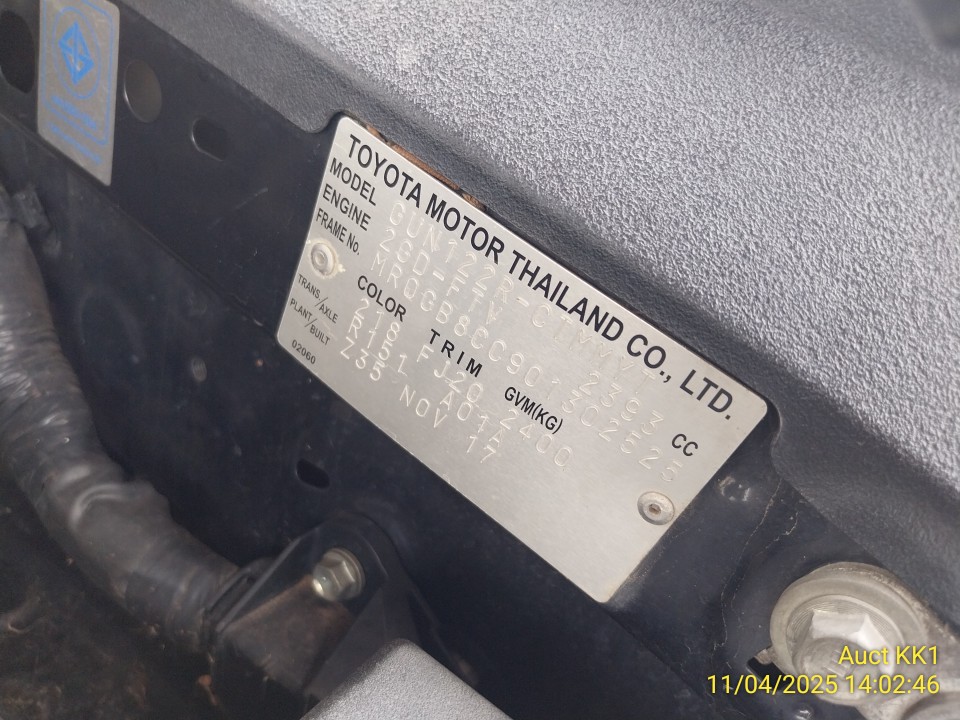 TOYOTA MOTOR THAILAND CO., LTD.
MODEL GUN122R-CTMMYT
ENGINE 2GD-FTV 2393 CC
FRAME No. MR0GB8CC90
COLOR TRIM GVM(KG)
218 FJ20 2400
TRANS/AXLE R151 A01A
PLANT/BUILT Z35 NOV 17
02060
Auct KK1
11/04/2025 14:02:46